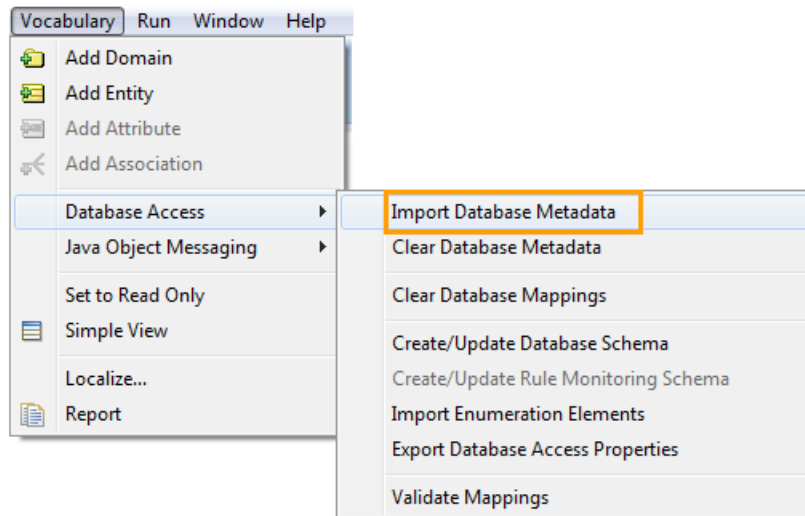 Vocabulary Run Window Help
Add Domain
Add Entity
Add Attribute
Add Association
Database Access
Java Object Messaging
Set to Read Only
Simple View
Localize...
Report
Import Database Metadata
Clear Database Metadata
Clear Database Mappings
Create/Update Database Schema
Create/Update Rule Monitoring Schema
Import Enumeration Elements
Export Database Access Properties
Validate Mappings